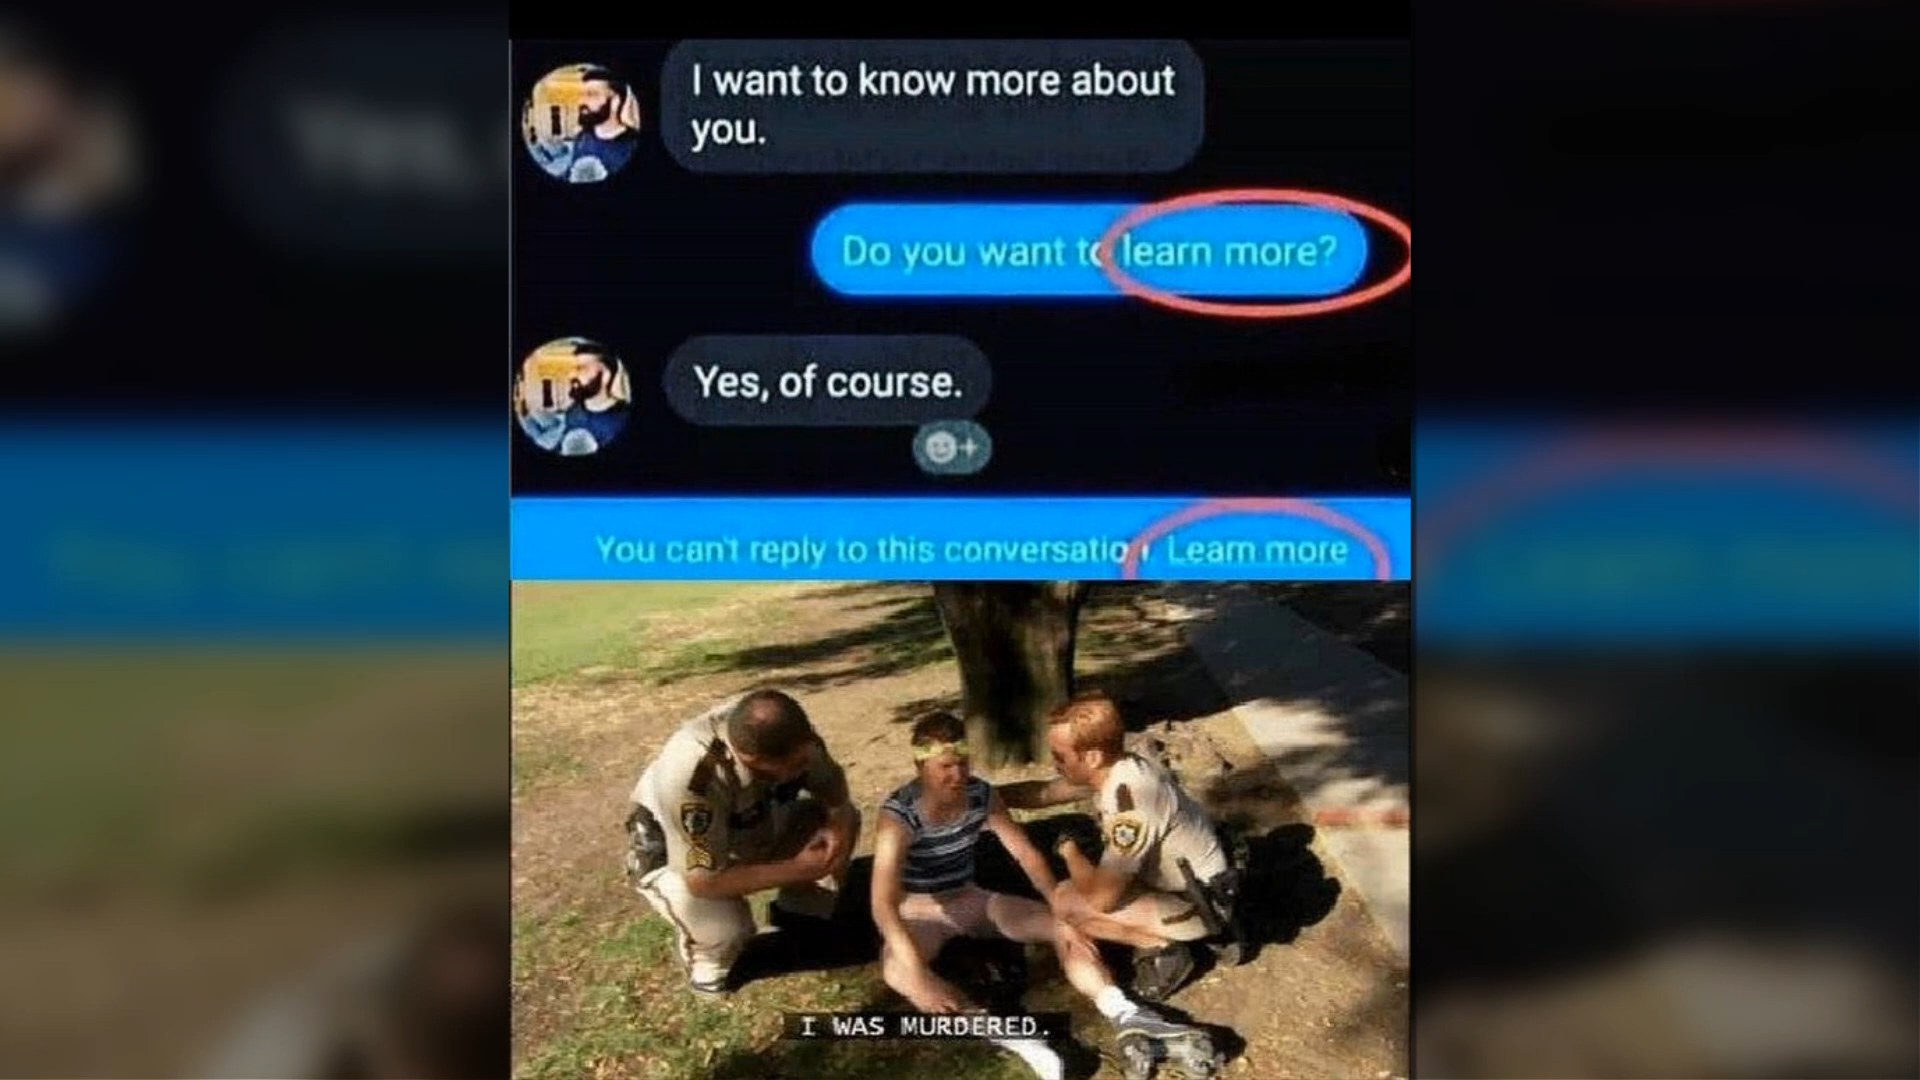 I want to know more about
you.
Do you want to learn more?
Yes, of course.
You can't reply to this conversation. Learn more
I WAS MURDERED.